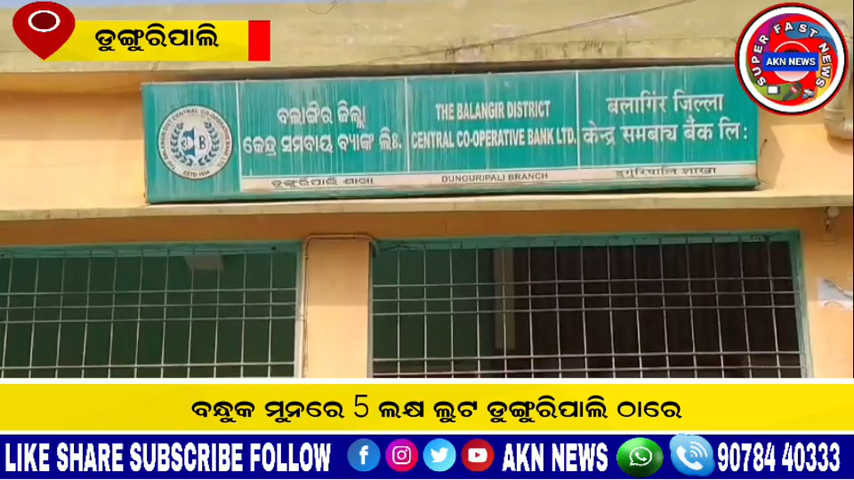 ଡୁଙ୍ଗୁରିପାଲି
SUPER FAST NEWS
AKN NEWS
ବଲାଙ୍ଗିର ଜିଲ୍ଲା
କେନ୍ଦ୍ର ସମବାୟ ବ୍ୟାଙ୍କ ଲିଃ.
ଡୁଙ୍ଗୁରିପାଲି ଶାଖା
THE BALANGIR DISTRICT
CENTRAL CO-OPERATIVE BANK LTD.
DUNGURIPALI BRANCH
बलागिंर जिल्ला
केन्द्र समबाय बैंक लि:
डुगुंरिपालि शाखा
ବନ୍ଧୁକ ମୁନରେ 5 ଲକ୍ଷ ଲୁଟ ଡୁଙ୍ଗୁରିପାଲି ଠାରେ
LIKE SHARE SUBSCRIBE FOLLOW AKN NEWS 90784 40333